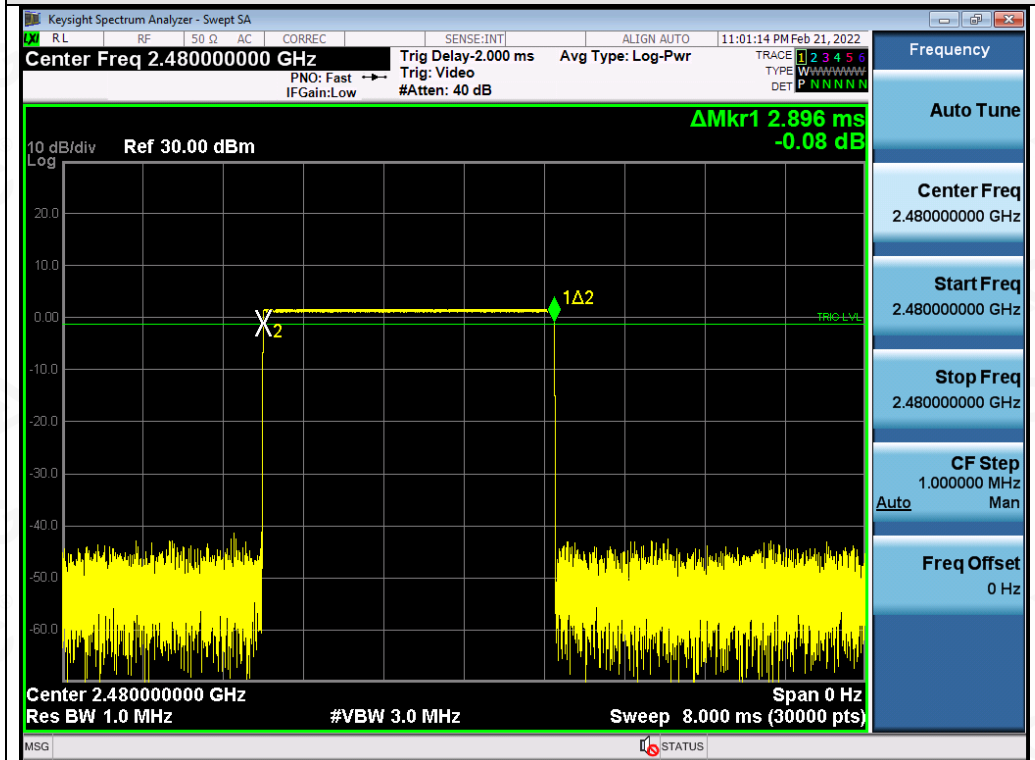 Keysight Spectrum Analyzer - Swept SA
LXI RL RF 50 Ω AC CORREC SENSE:INT ALIGN AUTO 11:01:14 PM Feb 21, 2022
Center Freq 2.480000000 GHz
PNO: Fast
IFGain:Low
Trig Delay-2.000 ms
Trig: Video
#Atten: 40 dB
Avg Type: Log-Pwr
TRACE 1 2 3 4 5 6
TYPE WWWWWWW
DET P N N N N N
Frequency
ΔMkr1 2.896 ms
-0.08 dB
10 dB/div Ref 30.00 dBm
Log
20.0
10.0
0.00
-10.0
-20.0
-30.0
-40.0
-50.0
-60.0
1Δ2
2
TRIG LVL
Center 2.480000000 GHz Span 0 Hz
Res BW 1.0 MHz #VBW 3.0 MHz Sweep 8.000 ms (30000 pts)
Auto Tune
Center Freq
2.480000000 GHz
Start Freq
2.480000000 GHz
Stop Freq
2.480000000 GHz
CF Step
1.000000 MHz
Auto Man
Freq Offset
0 Hz
MSG STATUS